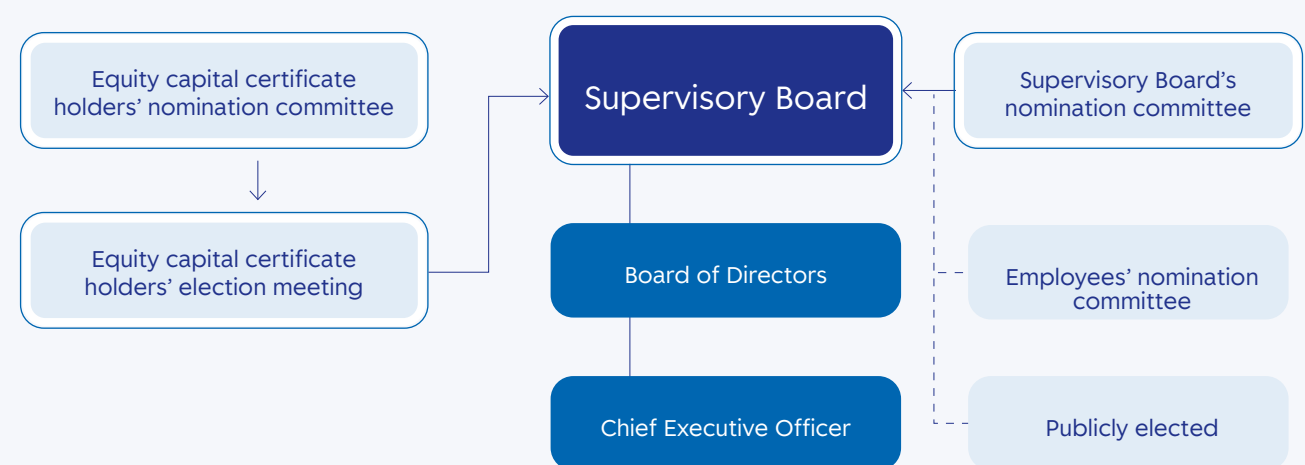 Equity capital certificate
holders’ nomination committee
Supervisory Board
Supervisory Board’s
nomination committee
Equity capital certificate
holders’ election meeting
Board of Directors
Employees’ nomination
committee
Chief Executive Officer
Publicly elected